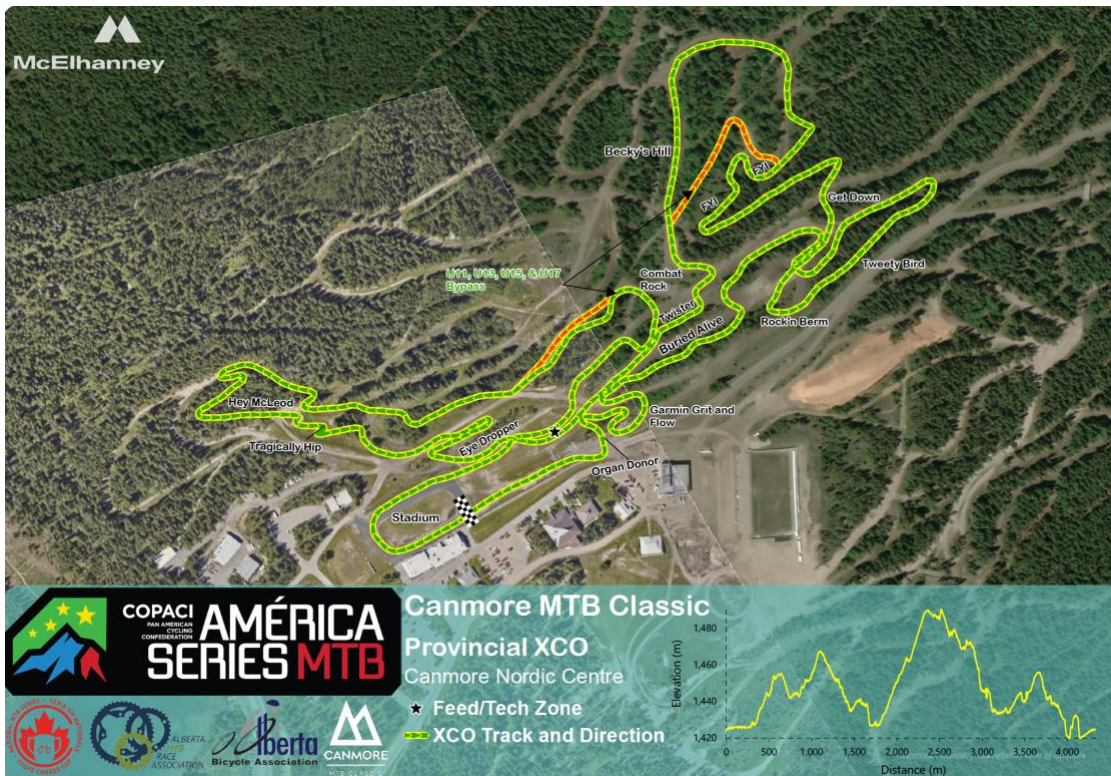 McElhanney
Becky's Hill
FYI
FYI
Get Down
Tweety Bird
U11, U13, U15, & U17
Bypass
Combat
Rock
Twister
Rock'n Berm
Buried Alive
Hey McLeod
Garmin Grit and
Flow
Tragically Hip
Eye Dropper
Organ Donor
Stadium
COPACI
PAN AMERICAN
CYCLING
CONFEDERATION
AMÉRICA
SERIES MTB
Canmore MTB Classic
Provincial XCO
Canmore Nordic Centre
Feed/Tech Zone
XCO Track and Direction
ALBERTA
MTB
RACE
ASSOCIATION
Alberta
Bicycle Association
CANMORE
MTB CLASSIC
Elevation (m)
1,480
1,460
1,440
1,420
0
500
1,000
1,500
2,000
2,500
3,000
3,500
4,000
Distance (m)